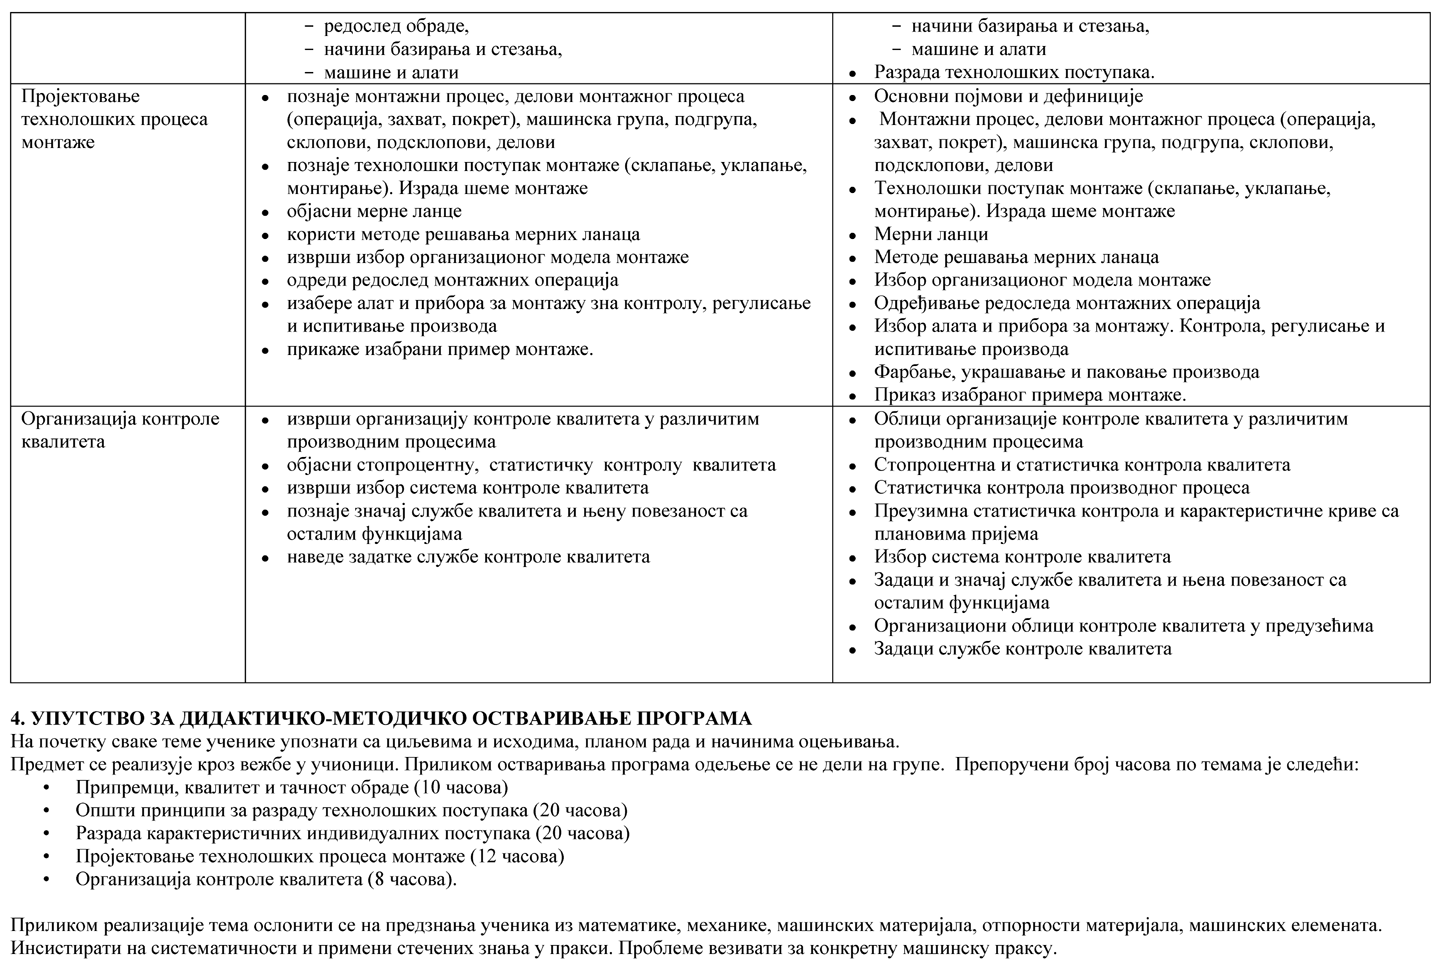 – редослед обраде,
– начини базирања и стезања,
– машине и алати
– начини базирања и стезања,
– машине и алати
• Разрада технолошких поступака.
Пројектовање
технолошких процеса
монтаже
• познаје монтажни процес, делови монтажног процеса
(операција, захват, покрет), машинска група, подгрупа,
склопови, подсклопови, делови
• познаје технолошки поступак монтаже (склапање, уклапање,
монтирање). Израда шеме монтаже
• објасни мерне ланце
• користи методе решавања мерних ланаца
• изврши избор организационог модела монтаже
• одреди редослед монтажних операција
• изабере алат и прибора за монтажу зна контролу, регулисање
и испитивање производа
• прикаже изабрани пример монтаже.
• Основни појмови и дефиниције
• Монтажни процес, делови монтажног процеса (операција,
захват, покрет), машинска група, подгрупа, склопови,
подсклопови, делови
• Технолошки поступак монтаже (склапање, уклапање,
монтирање). Израда шеме монтаже
• Мерни ланци
• Методе решавања мерних ланаца
• Избор организационог модела монтаже
• Одређивање редоследа монтажних операција
• Избор алата и прибора за монтажу. Контрола, регулисање и
испитивање производа
• Фарбање, украшавање и паковање производа
• Приказ изабраног примера монтаже.
Организација контроле
квалитета
• изврши организацију контроле квалитета у различитим
производним процесима
• објасни стопроцентну, статистичку контролу квалитета
• изврши избор система контроле квалитета
• познаје значај службе квалитета и њену повезаност са
осталим функцијама
• наведе задатке службе контроле квалитета
• Облици организације контроле квалитета у различитим
производним процесима
• Стопроцентна и статистичка контрола квалитета
• Статистичка контрола производног процеса
• Преузимна статистичка контрола и карактеристичне криве са
плановима пријема
• Избор система контроле квалитета
• Задаци и значај службе квалитета и њена повезаност са
осталим функцијама
• Организациони облици контроле квалитета у предузећима
• Задаци службе контроле квалитета
4. УПУТСТВО ЗА ДИДАКТИЧКО-МЕТОДИЧКО ОСТВАРИВАЊЕ ПРОГРАМА
На почетку сваке теме ученике упознати са циљевима и исходима, планом рада и начинима оцењивања.
Предмет се реализује кроз вежбе у учионици. Приликом остваривања програма одељење се не дели на групе. Препоручени број часова по темама је следећи:
• Припремци, квалитет и тачност обраде (10 часова)
• Општи принципи за разраду технолошких поступака (20 часова)
• Разрада карактеристичних индивидуалних поступака (20 часова)
• Пројектовање технолошких процеса монтаже (12 часова)
• Организација контроле квалитета (8 часова).
Приликом реализације тема ослонити се на предзнања ученика из математике, механике, машинских материјала, отпорности материјала, машинских елемената.
Инсистирати на систематичности и примени стечених знања у пракси. Проблеме везивати за конкретну машинску праксу.